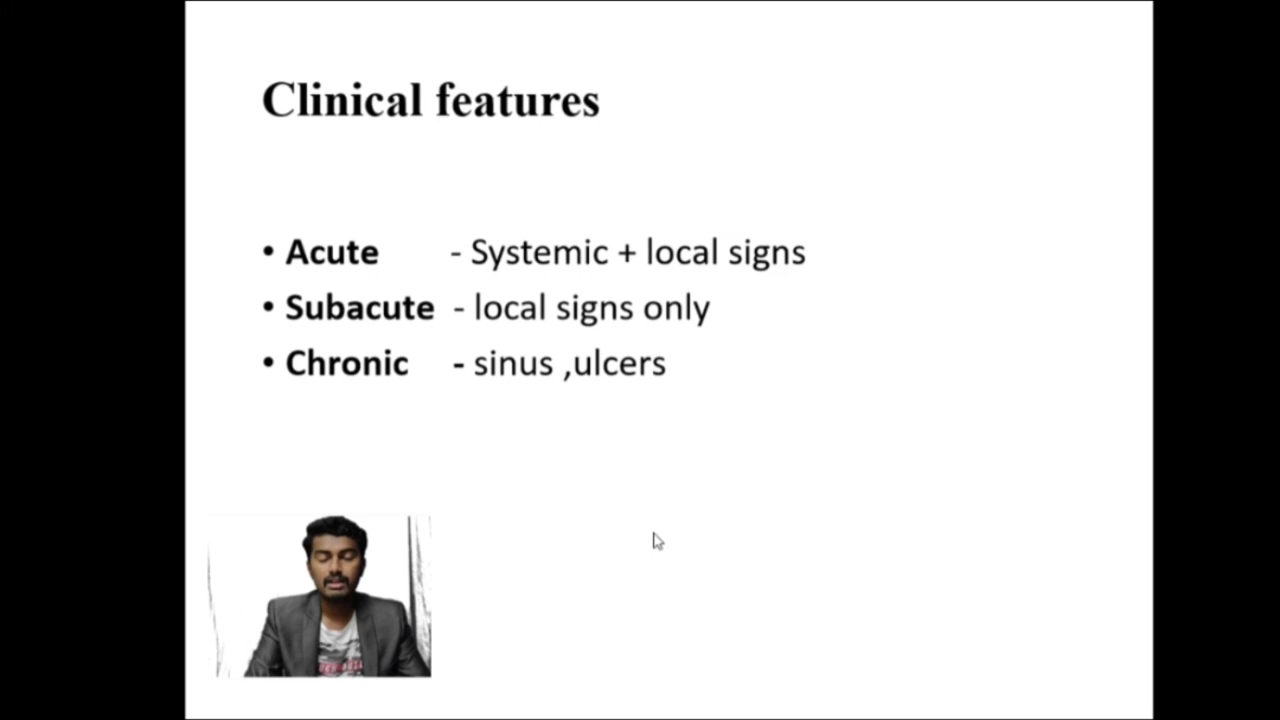 Clinical features
• Acute - Systemic + local signs
• Subacute - local signs only
• Chronic - sinus ,ulcers